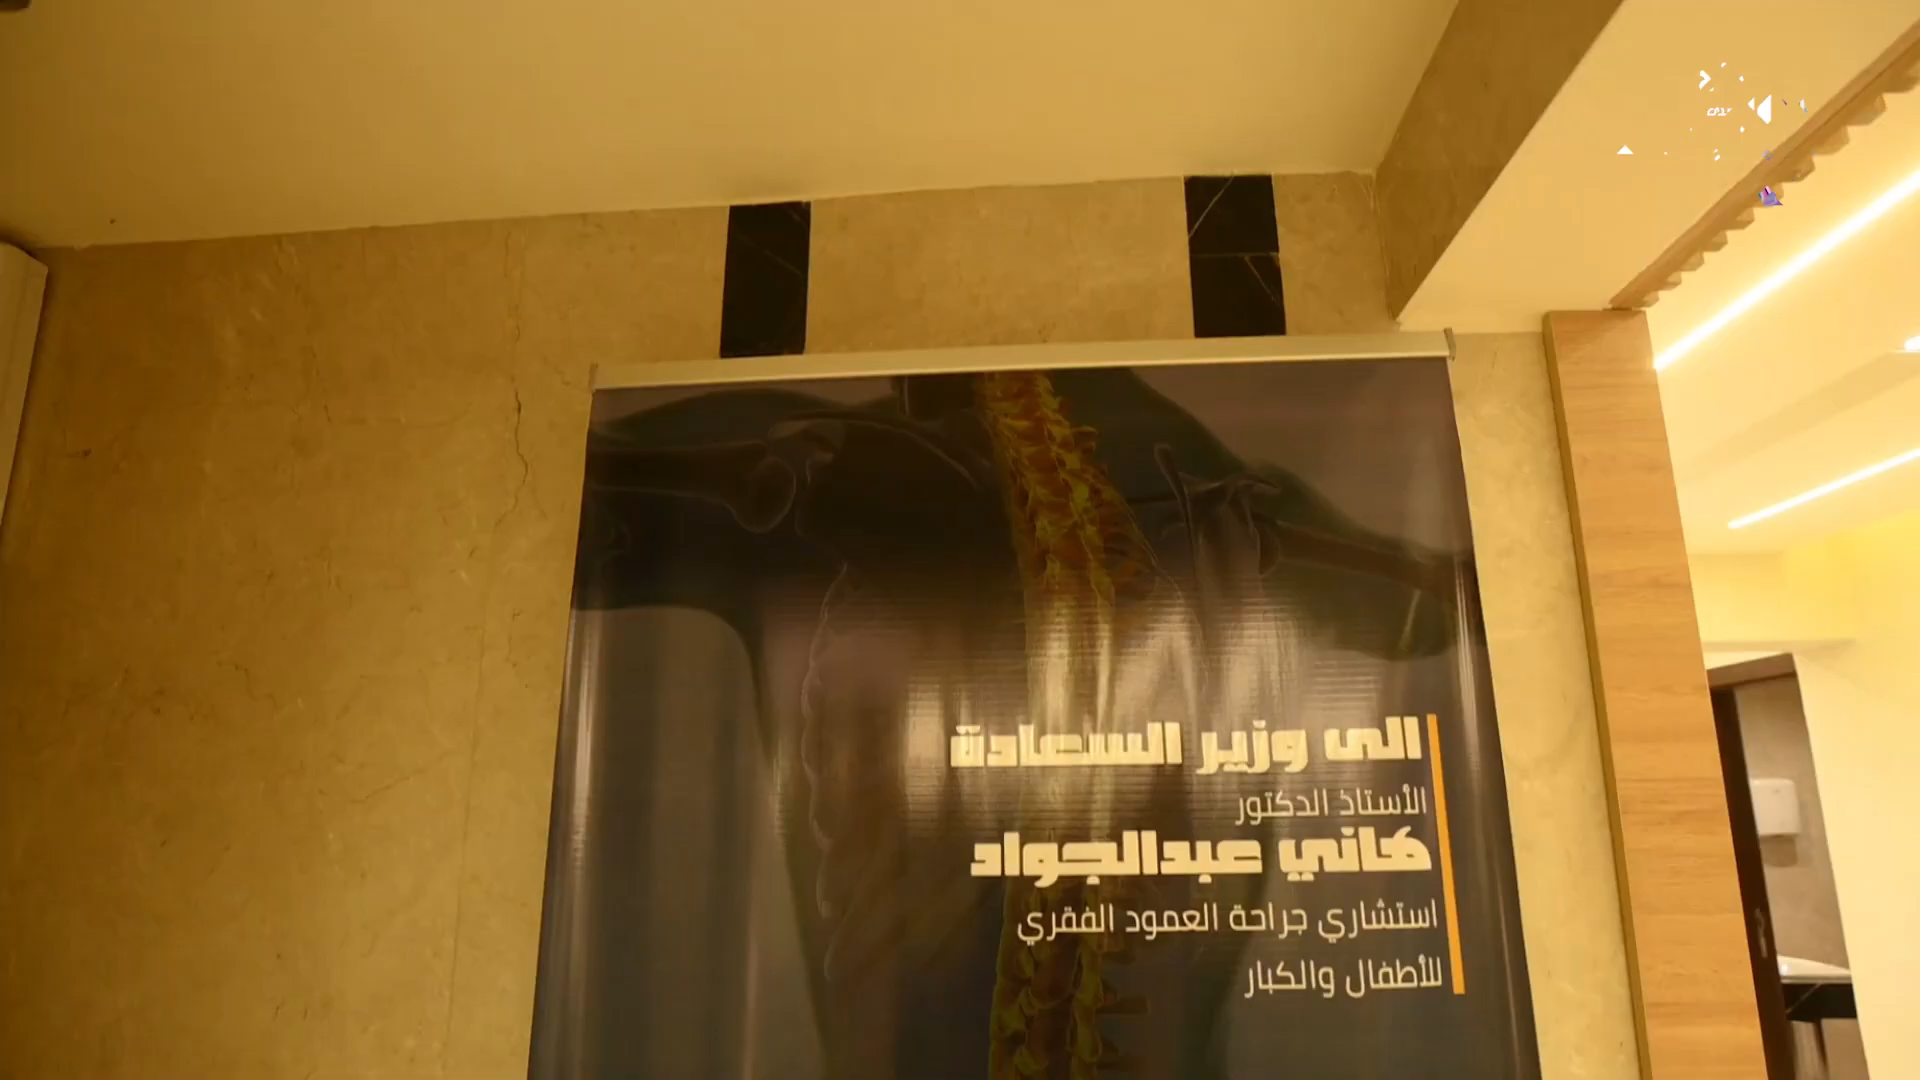 الى وزير السعادة
الأستاذ الدكتور
هاني عبدالجواد
استشاري جراحة العمود الفقري
للأطفال والكبار